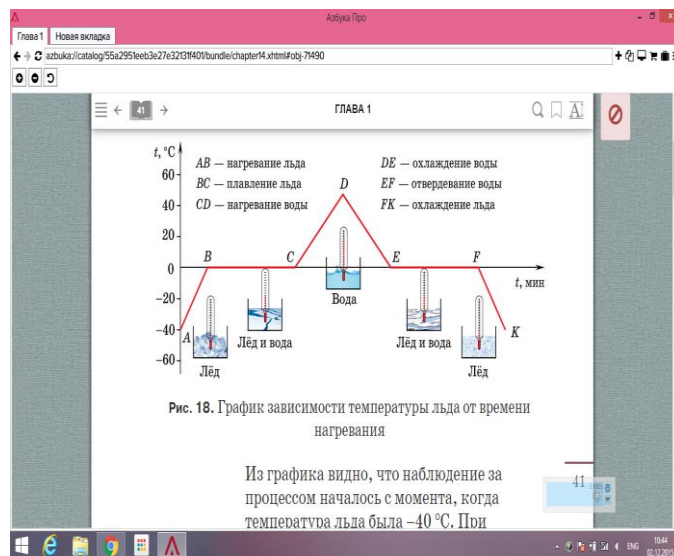 Азбука Про
Глава 1
Новая вкладка
azbuka://catalog/55a2951eeb3e27e32131f401/bundle/chapter14.xhtml#obj-71490
41
ГЛАВА 1
t, °C
AB — нагревание льда
BC — плавление льда
CD — нагревание воды
DE — охлаждение воды
EF — отвердевание воды
FK — охлаждение льда
60
40
20
0
–20
–40
–60
A
B
C
D
E
F
K
t, мин
Лёд
Лёд и вода
Вода
Лёд и вода
Лёд
Рис. 18. График зависимости температуры льда от времени
нагревания
Из графика видно, что наблюдение за
процессом началось с момента, когда
температура льда была –40 °C. При
41
ENG
10:44
02.12.2015